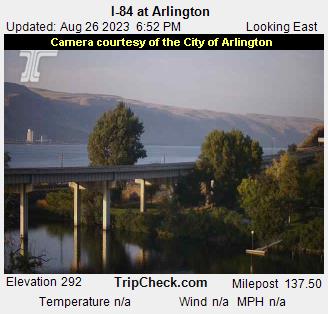 I-84 at Arlington
Updated: Aug 26 2023 6:52 PM Looking East
Camera courtesy of the City of Arlington
Elevation 292 TripCheck.com Milepost 137.50
Temperature n/a Wind n/a MPH n/a